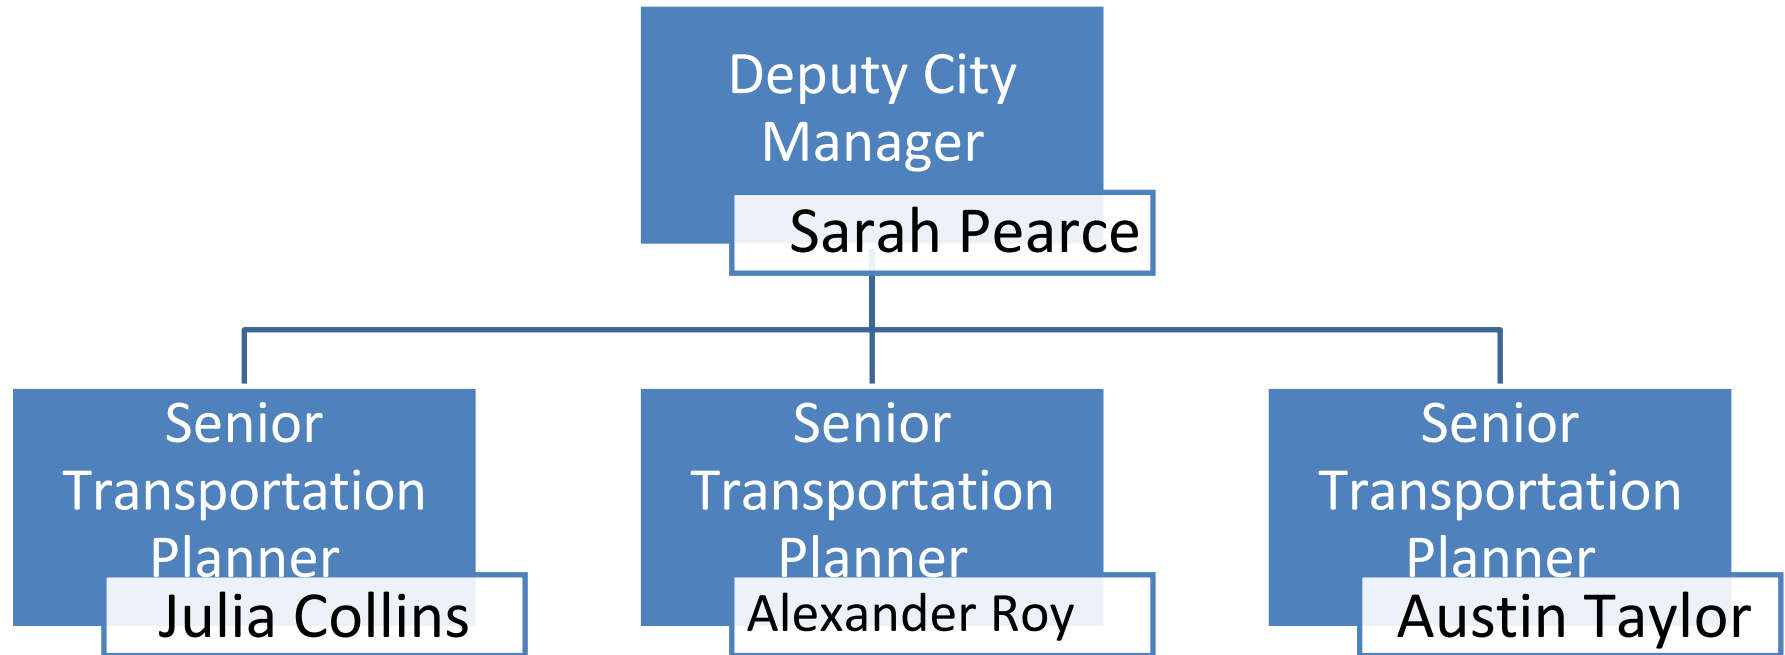 Deputy City
Manager
Sarah Pearce
Senior
Transportation
Planner
Julia Collins
Senior
Transportation
Planner
Alexander Roy
Senior
Transportation
Planner
Austin Taylor